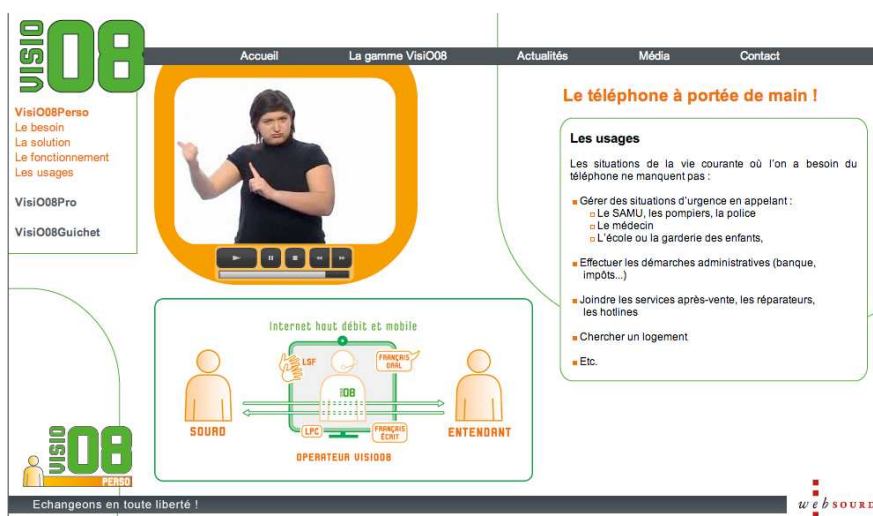 VISIO 08
Accueil La gamme VisiO08 Actualités Média Contact
VisiO08Perso
Le besoin
La solution
Le fonctionnement
Les usages
VisiO08Pro
VisiO08Guichet
Le téléphone à portée de main !
Les usages
Les situations de la vie courante où l'on a besoin du
téléphone ne manquent pas :
Gérer des situations d'urgence en appelant :
Le SAMU, les pompiers, la police
Le médecin
L'école ou la garderie des enfants,
Effectuer les démarches administratives (banque,
impôts...)
Joindre les services après-vente, les réparateurs,
les hotlines
Chercher un logement
Etc.
Internet haut débit et mobile
LSF
FRANÇAIS
ORAL
08
LPC
FRANÇAIS
ÉCRIT
SOURD
ENTENDANT
OPERATEUR VISIO08
VISIO 08
PERSO
Echangeons en toute liberté !
web SOURD